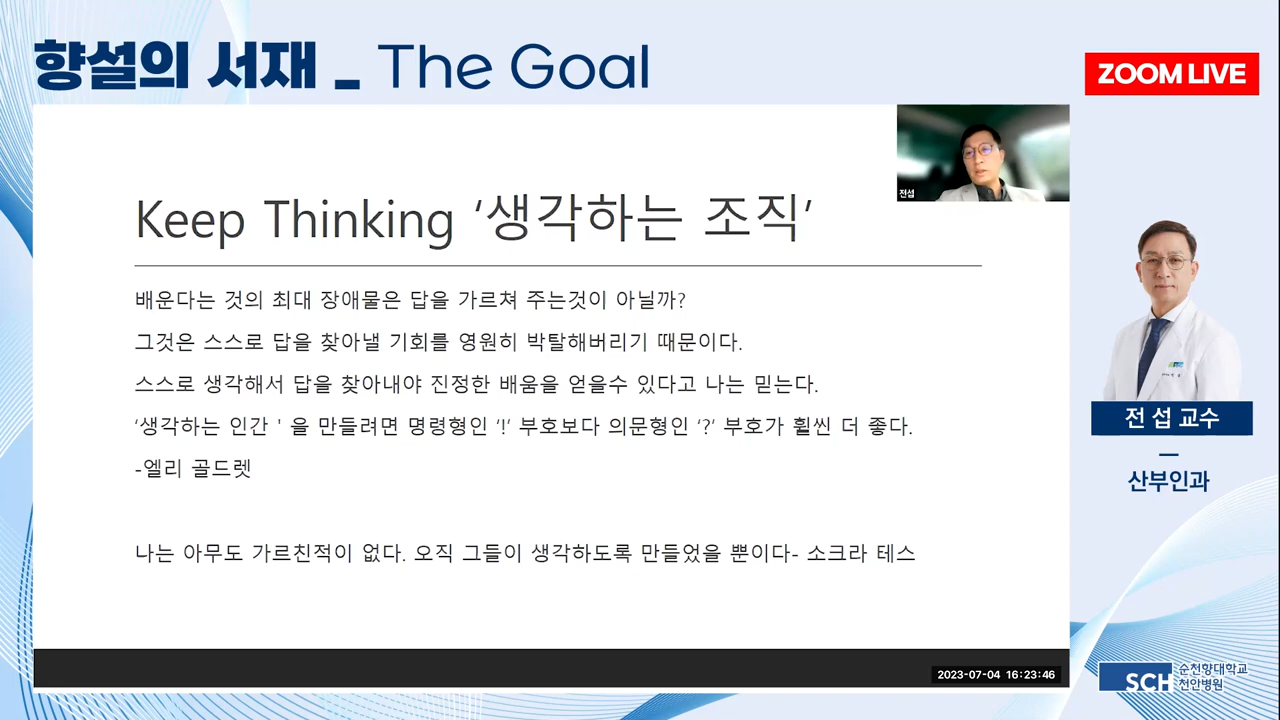 향설의 서재 _ The Goal
ZOOM LIVE
전섭
Keep Thinking ‘생각하는 조직’
배운다는 것의 최대 장애물은 답을 가르쳐 주는것이 아닐까?
그것은 스스로 답을 찾아낼 기회를 영원히 박탈해버리기 때문이다.
스스로 생각해서 답을 찾아내야 진정한 배움을 얻을수 있다고 나는 믿는다.
‘생각하는 인간 ' 을 만들려면 명령형인 ‘!’ 부호보다 의문형인 ‘?’ 부호가 훨씬 더 좋다.
-엘리 골드렛
나는 아무도 가르친적이 없다. 오직 그들이 생각하도록 만들었을 뿐이다- 소크라 테스
전 섭 교수
산부인과
2023-07-04 16:23:46
SCH 순천향대학교
천안병원